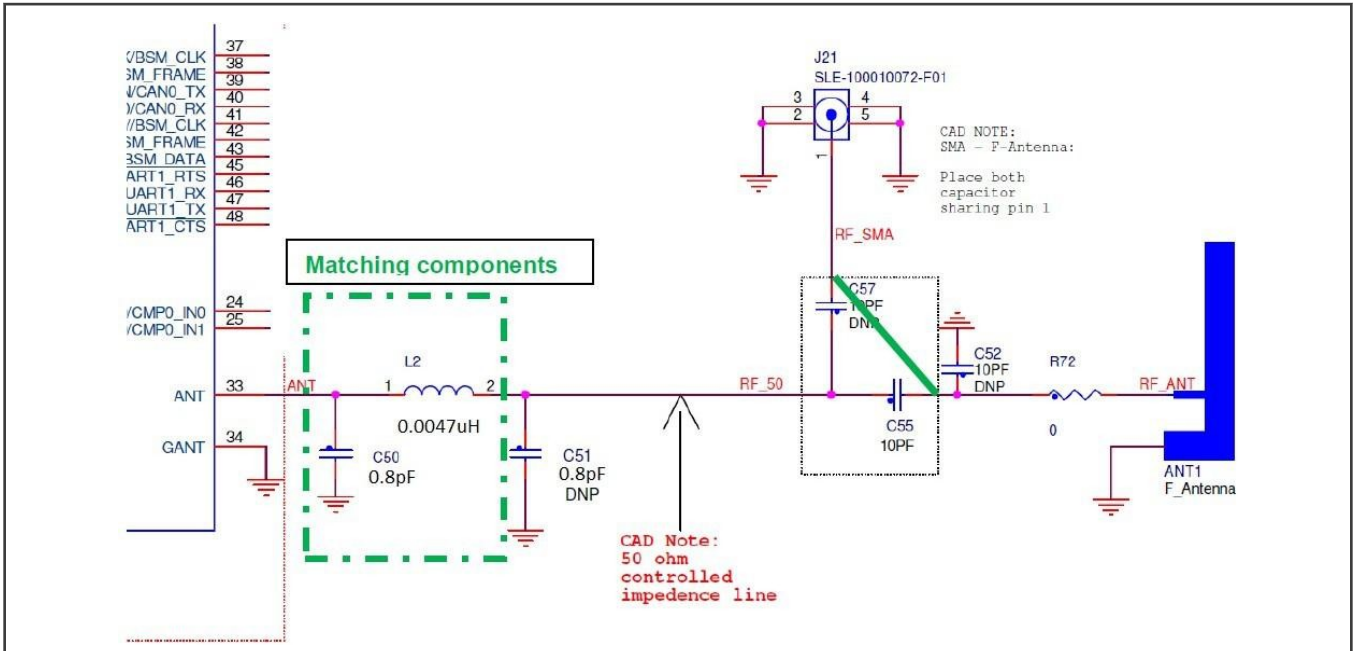 37
/BSM_CLK
38
SM_FRAME
39
N/CAN0_TX
40
D/CAN0_RX
41
//BSM_CLK
42
SM_FRAME
43
BSM_DATA
45
ART1_RTS
46
UART1_RX
47
UART1_TX
48
ART1_CTS
24
/CMP0_IN0
25
/CMP0_IN1
ANT
33
ANT
GANT
34
Matching components
L2
1
2
0.0047uH
C50
0.8pF
C51
0.8pF
DNP
RF_50
CAD Note:
50 ohm
controlled
impedence line
J21
SLE-100010072-F01
3
2
4
5
1
CAD NOTE:
SMA - F-Antenna:
Place both
capacitor
sharing pin 1
RF_SMA
C57
10PF
DNP
C55
10PF
C52
10PF
DNP
R72
0
RF_ANT
ANT1
F_Antenna